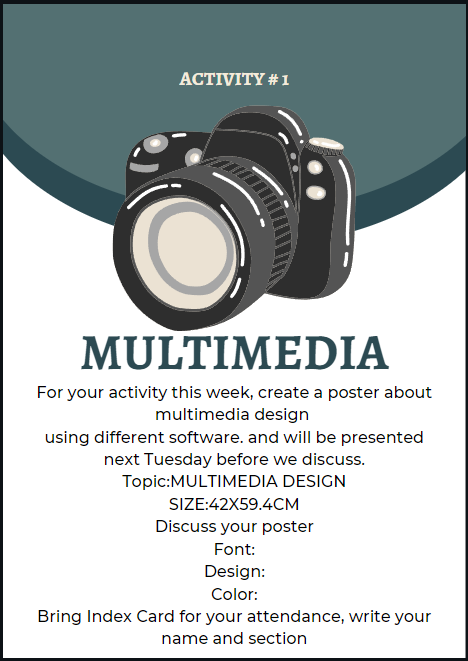 ACTIVITY # 1
MULTIMEDIA
For your activity this week, create a poster about
multimedia design
using different software. and will be presented
next Tuesday before we discuss.
Topic:MULTIMEDIA DESIGN
SIZE:42X59.4CM
Discuss your poster
Font:
Design:
Color:
Bring Index Card for your attendance, write your
name and section